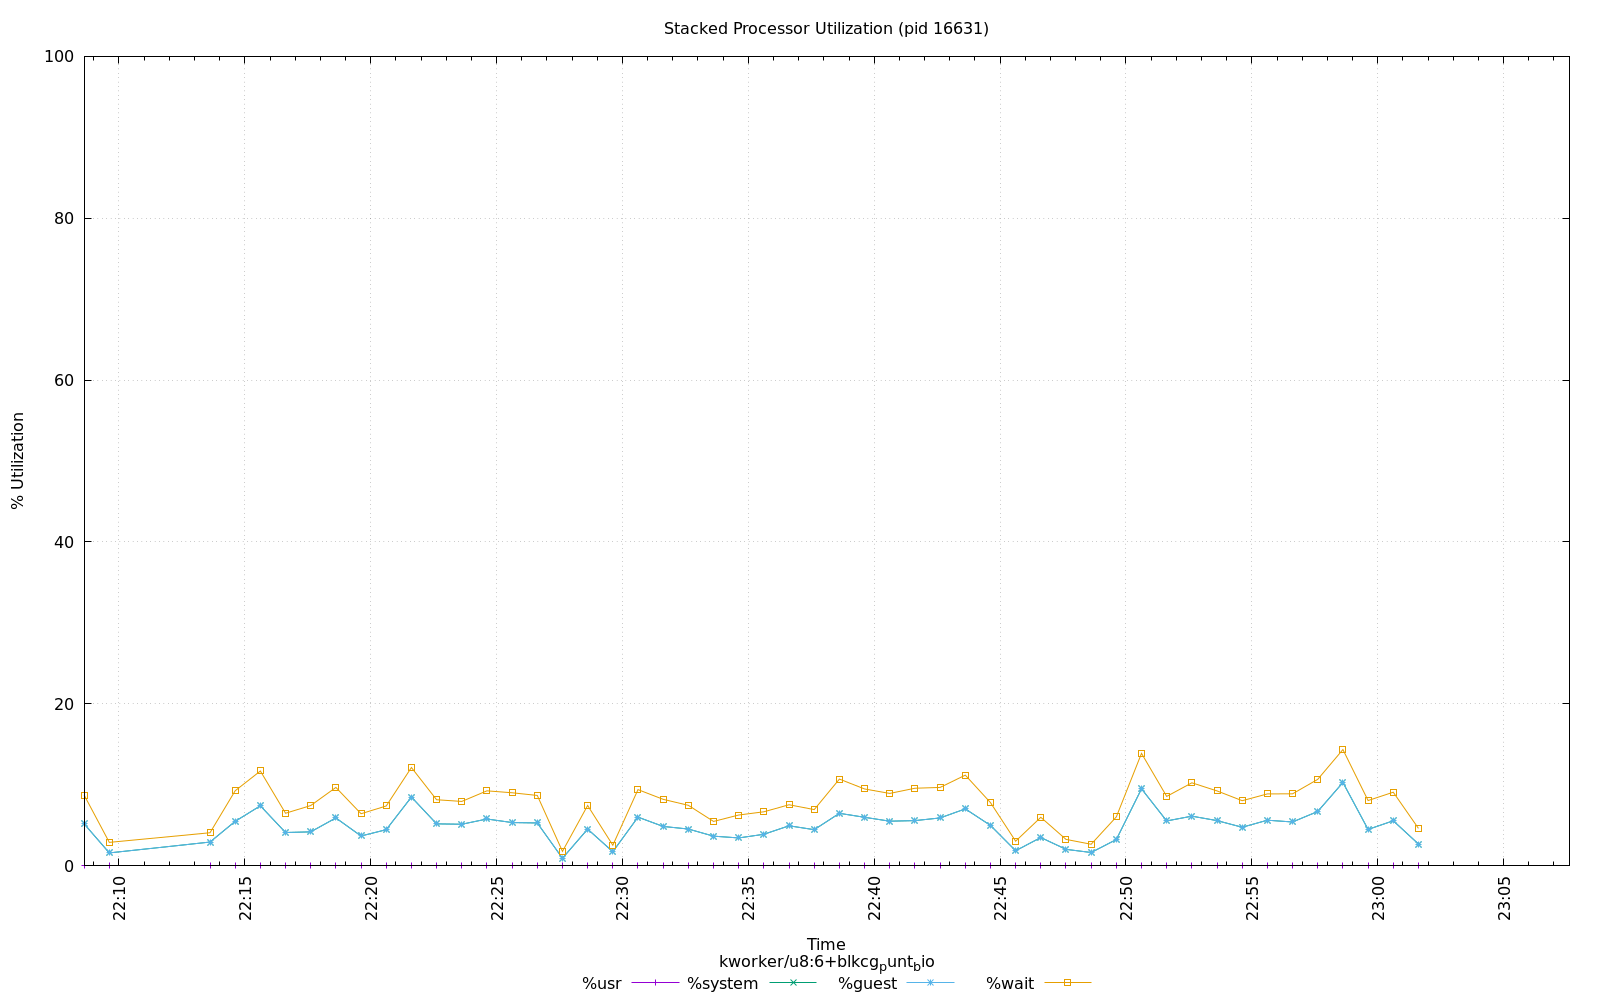 Stacked Processor Utilization (pid 16631)
100
80
60
40
20
0
% Utilization
22:10 22:15 22:20 22:25 22:30 22:35 22:40 22:45 22:50 22:55 23:00 23:05
Time
kworker/u8:6+blkcgpuntbio
%usr %system %guest %wait